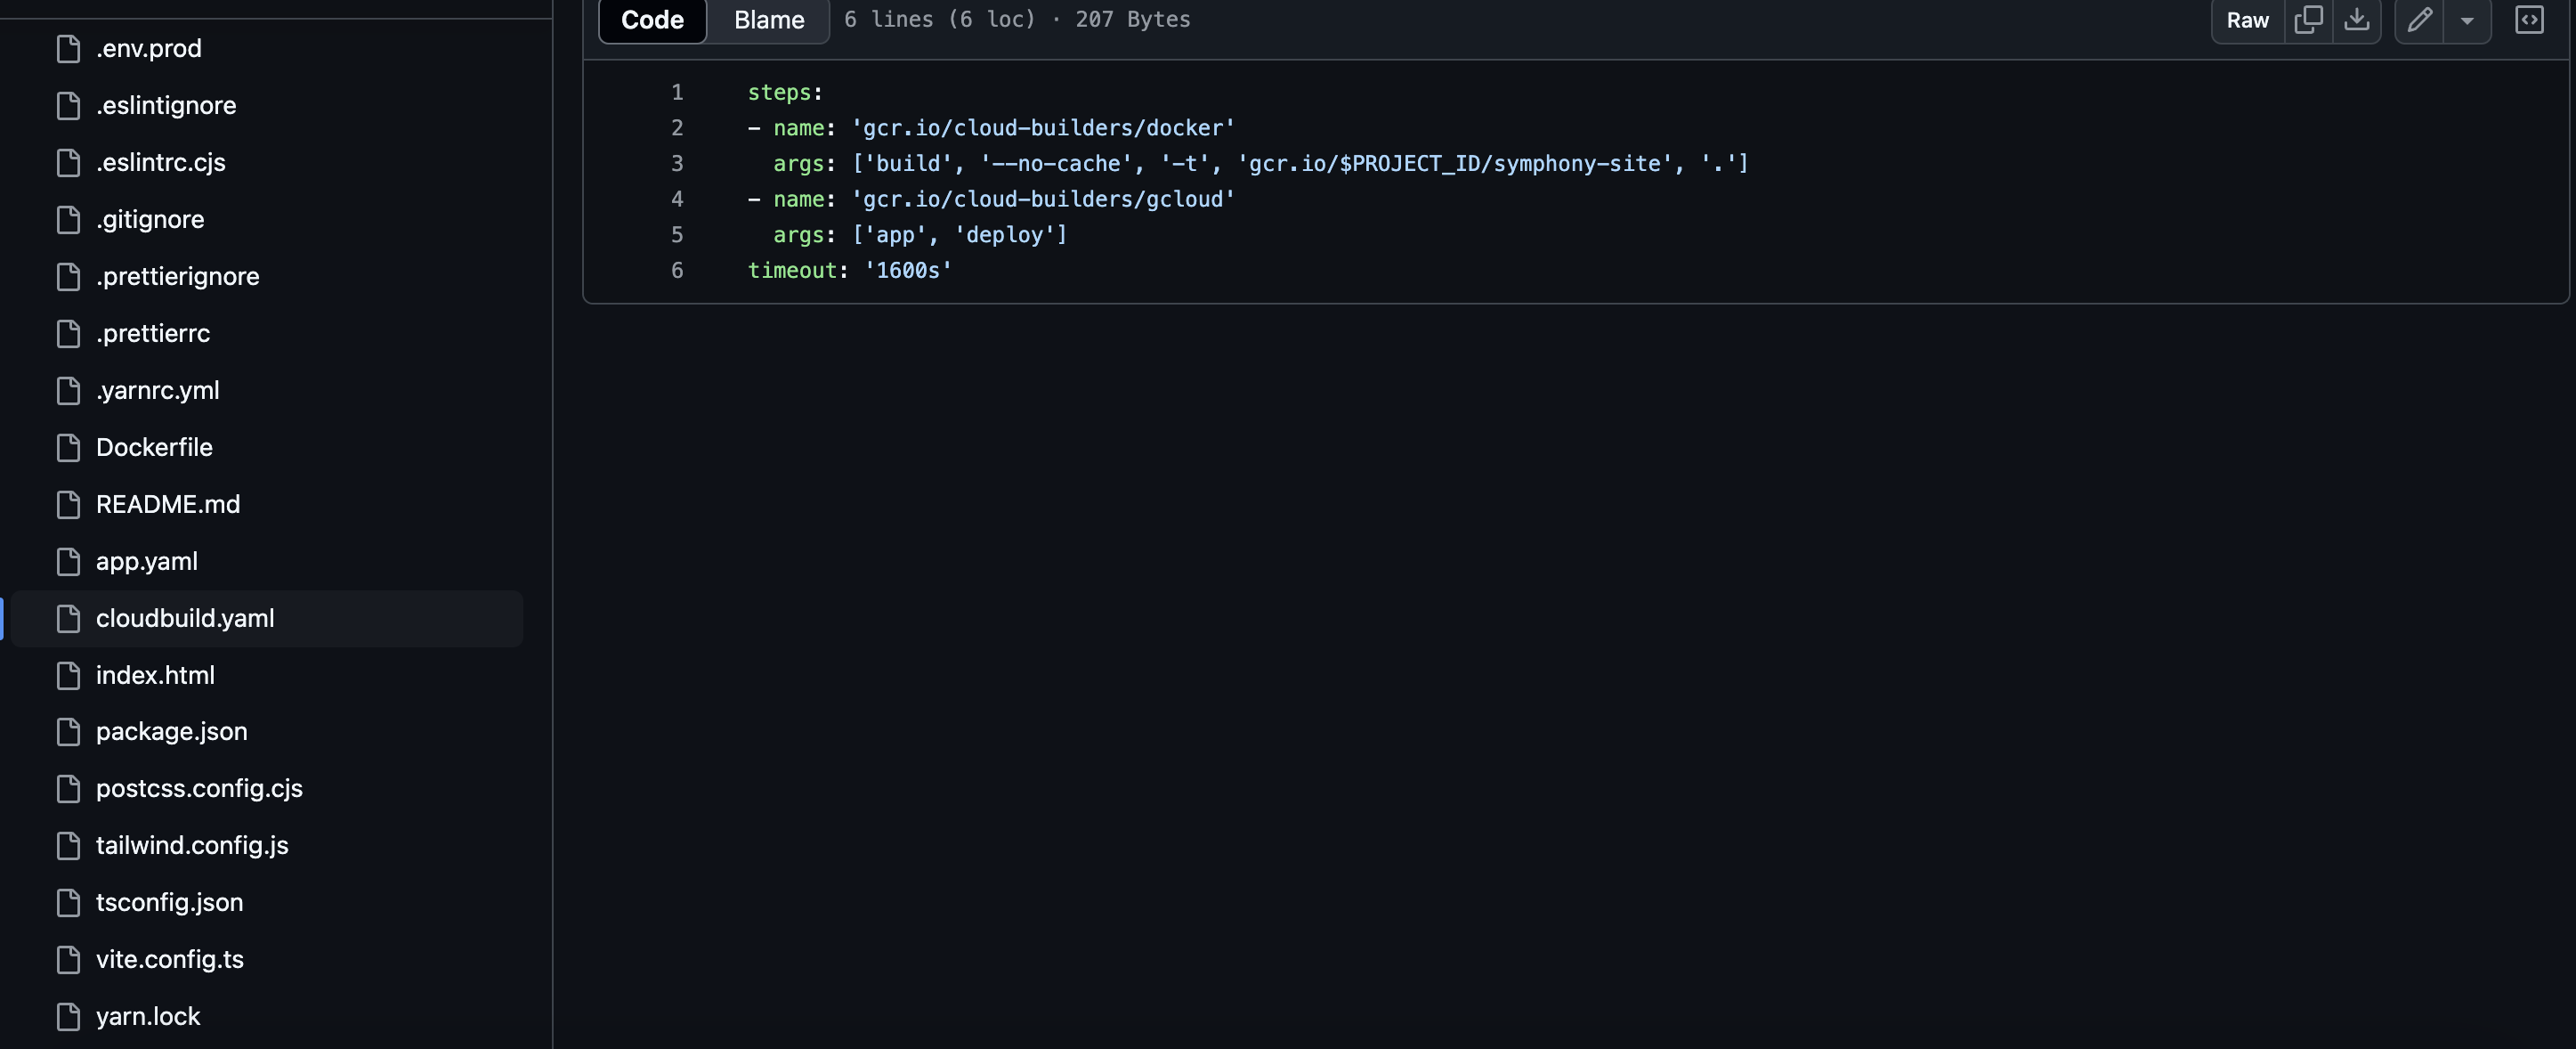 .env.prod
.eslintignore
.eslintrc.cjs
.gitignore
.prettierignore
.prettierrc
.yarnrc.yml
Dockerfile
README.md
app.yaml
cloudbuild.yaml
index.html
package.json
postcss.config.cjs
tailwind.config.js
tsconfig.json
vite.config.ts
yarn.lock
Code Blame 6 lines (6 loc) · 207 Bytes Raw
1 steps:
2 - name: 'gcr.io/cloud-builders/docker'
3   args: ['build', '--no-cache', '-t', 'gcr.io/$PROJECT_ID/symphony-site', '.']
4 - name: 'gcr.io/cloud-builders/gcloud'
5   args: ['app', 'deploy']
6 timeout: '1600s'